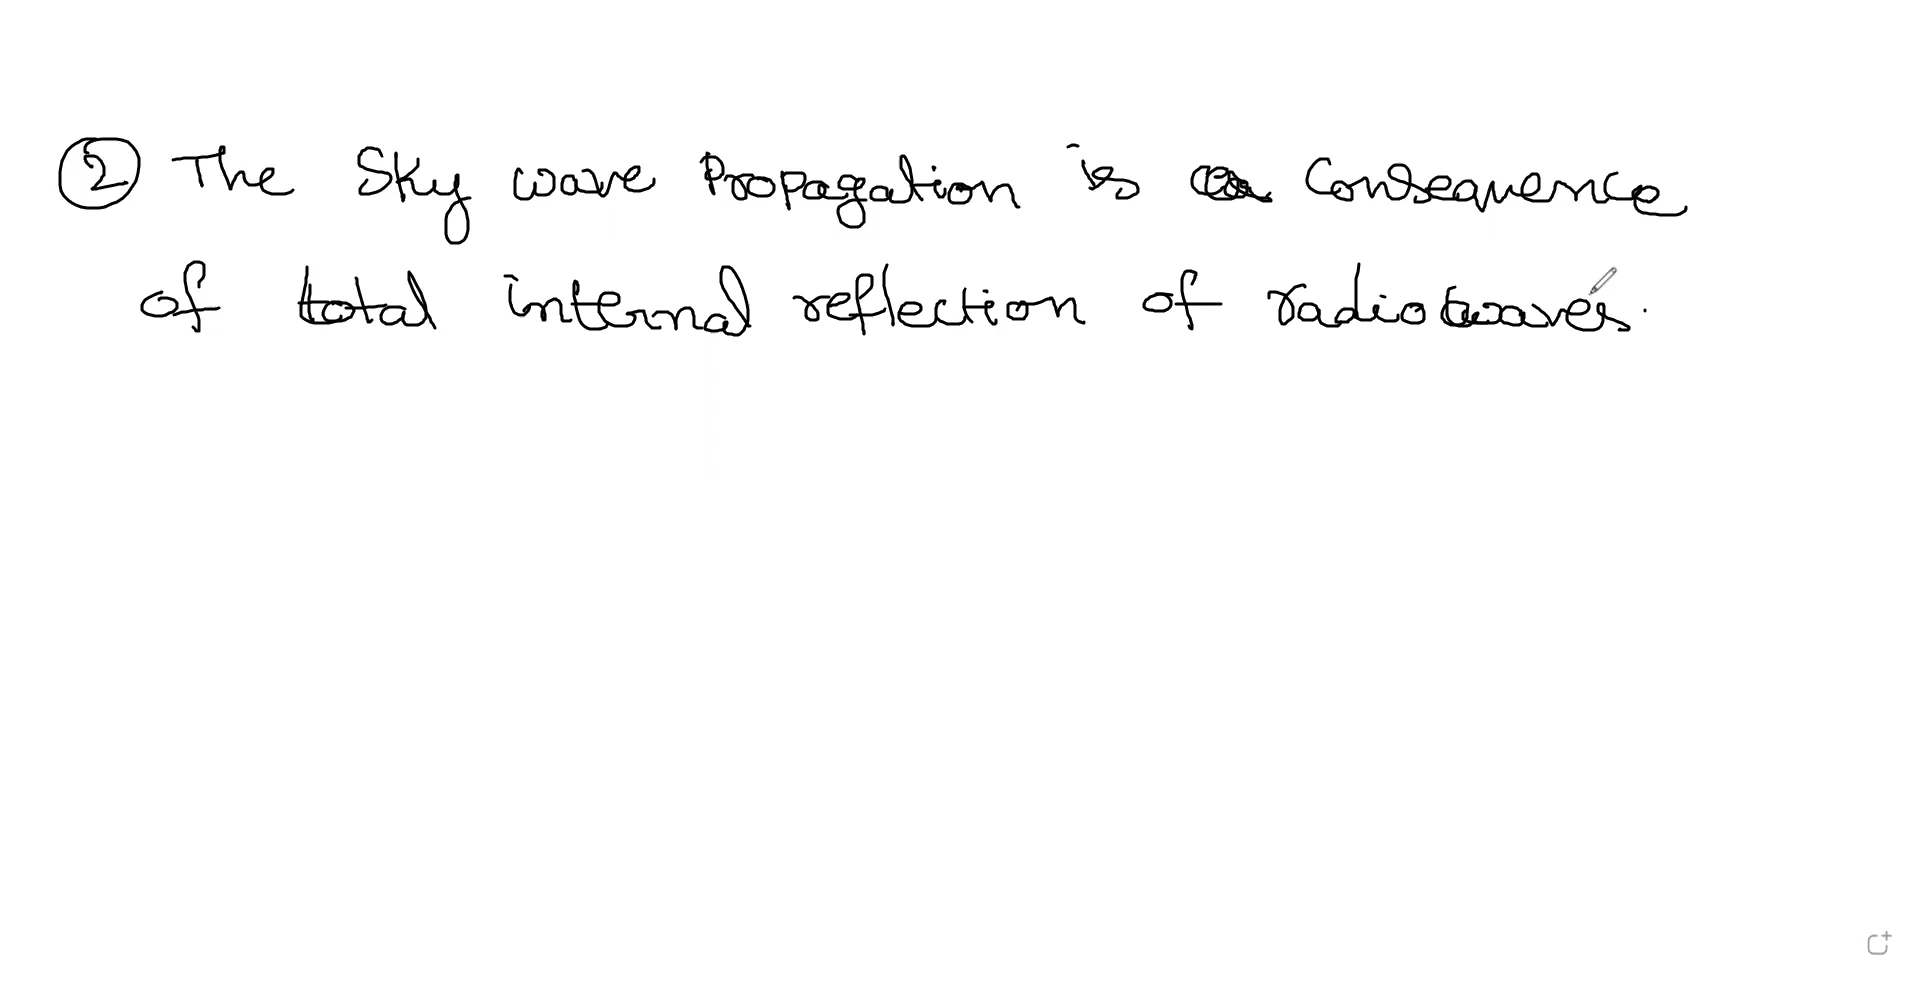 ② The Sky wave Propagation is a Consequence
of total internal reflection of radiowaves.